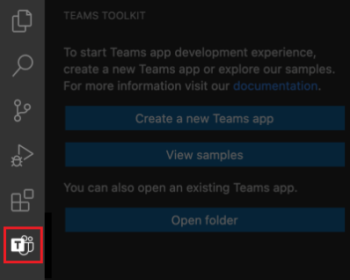 TEAMS TOOLKIT
To start Teams app development experience,
create a new Teams app or explore our samples.
For more information visit our documentation.
Create a new Teams app
View samples
You can also open an existing Teams app.
Open folder
T